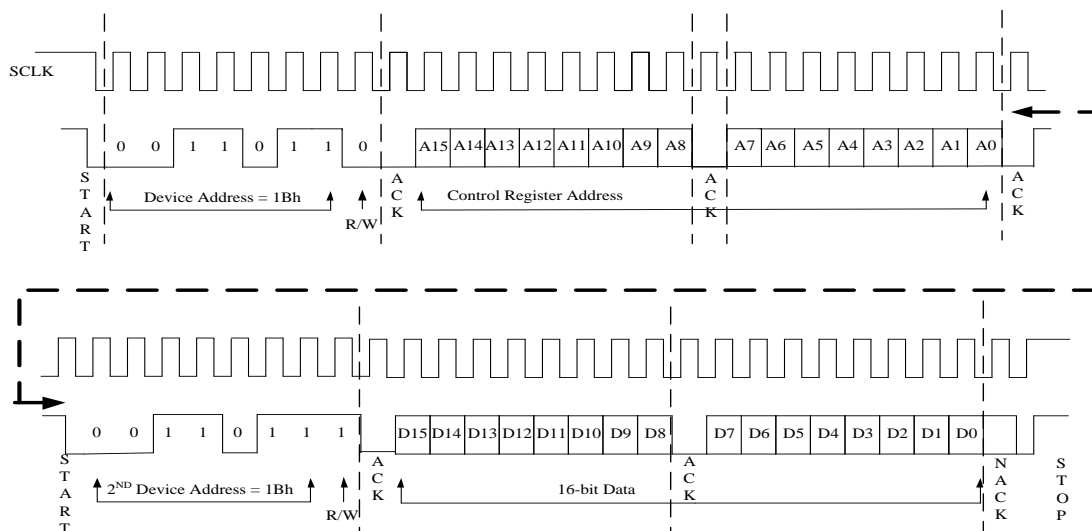 SCLK
0 0 1 1 0 1 1 0 A15 A14 A13 A12 A11 A10 A9 A8 A7 A6 A5 A4 A3 A2 A1 A0
START
Device Address = 1Bh
R/W
ACK
Control Register Address
ACK
ACK
0 0 1 1 0 1 1 1 D15 D14 D13 D12 D11 D10 D9 D8 D7 D6 D5 D4 D3 D2 D1 D0
START
2ND Device Address = 1Bh
R/W
ACK
16-bit Data
ACK
NACK
STOP